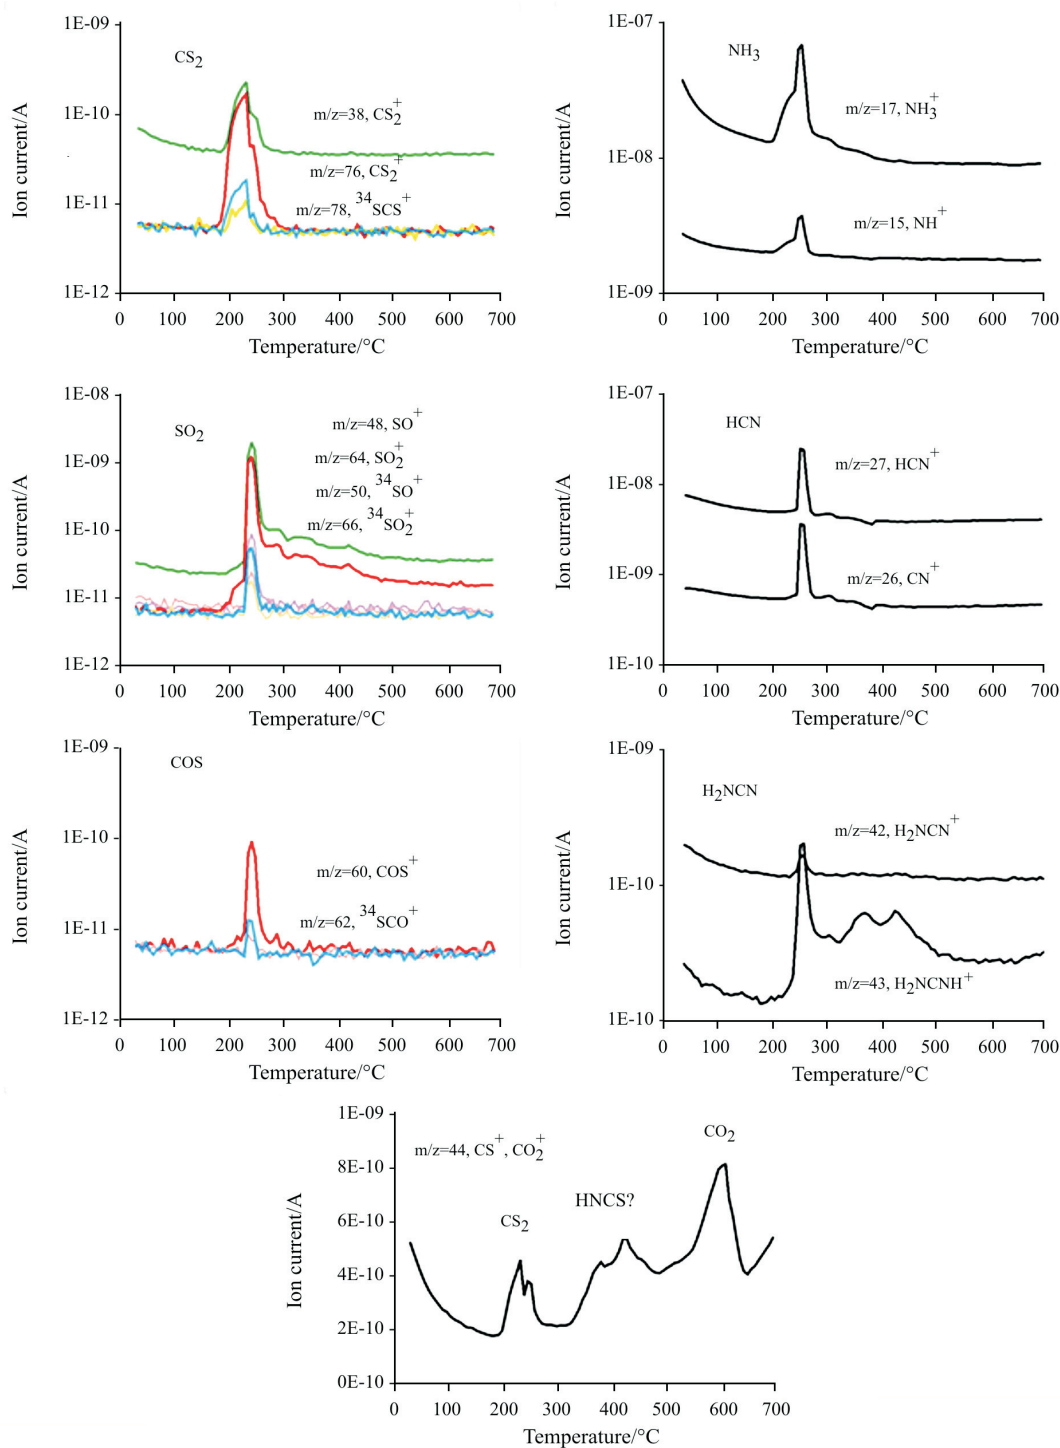 1E-09
CS2
m/z=38, CS2+
1E-10
m/z=76, CS2+
m/z=78, 34SCS+
1E-11
1E-12
Ion current/A
0 100 200 300 400 500 600 700
Temperature/°C
1E-07
NH3
m/z=17, NH3+
1E-08
m/z=15, NH+
1E-09
Ion current/A
0 100 200 300 400 500 600 700
Temperature/°C
1E-08
SO2
m/z=48, SO+
m/z=64, SO2+
1E-09
m/z=50, 34SO+
m/z=66, 34SO2+
1E-10
1E-11
1E-12
Ion current/A
0 100 200 300 400 500 600 700
Temperature/°C
1E-07
HCN
m/z=27, HCN+
1E-08
m/z=26, CN+
1E-09
1E-10
Ion current/A
0 100 200 300 400 500 600 700
Temperature/°C
1E-09
COS
1E-10
m/z=60, COS+
m/z=62, 34SCO+
1E-11
1E-12
Ion current/A
0 100 200 300 400 500 600 700
Temperature/°C
1E-09
H2NCN
m/z=42, H2NCN+
1E-10
m/z=43, H2NCNH+
1E-10
Ion current/A
0 100 200 300 400 500 600 700
Temperature/°C
1E-09
m/z=44, CS+, CO2+
CO2
8E-10
HNCS?
CS2
6E-10
4E-10
2E-10
0E-10
Ion current/A
0 100 200 300 400 500 600 700
Temperature/°C